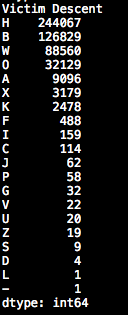 Victim Descent
H    244067
B    126829
W     88560
O     32129
A      9096
X      3179
K      2478
F       488
I       159
C       114
J        62
P        58
G        32
V        22
U        20
Z        19
S         9
D         4
L         1
-         1
dtype: int64